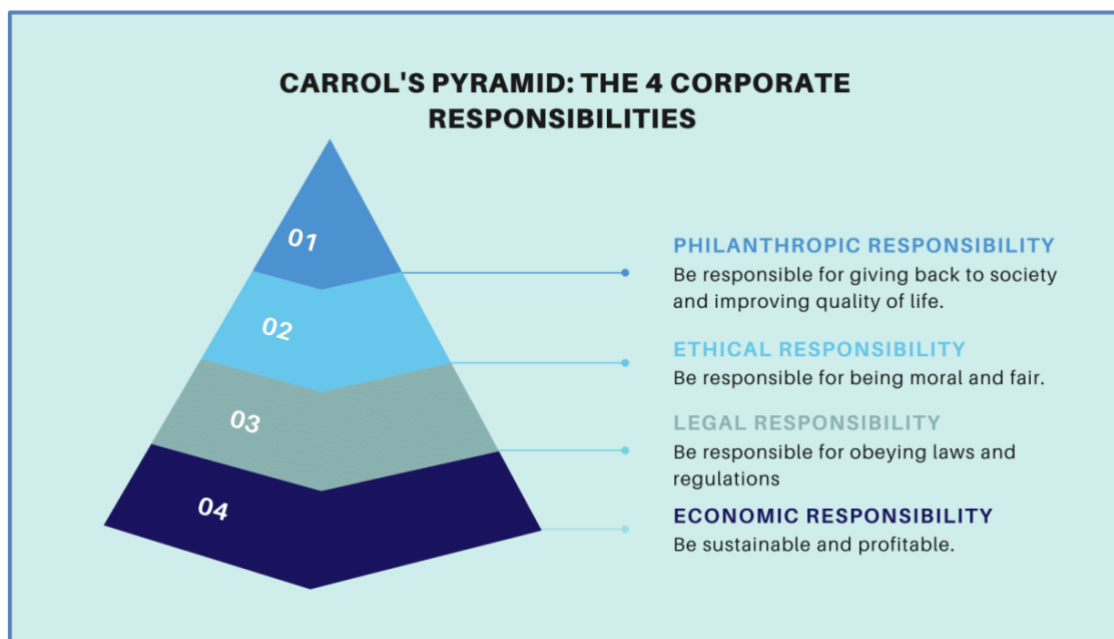 CARROL'S PYRAMID: THE 4 CORPORATE
RESPONSIBILITIES
01
PHILANTHROPIC RESPONSIBILITY
Be responsible for giving back to society
and improving quality of life.
02
ETHICAL RESPONSIBILITY
Be responsible for being moral and fair.
03
LEGAL RESPONSIBILITY
Be responsible for obeying laws and
regulations
04
ECONOMIC RESPONSIBILITY
Be sustainable and profitable.